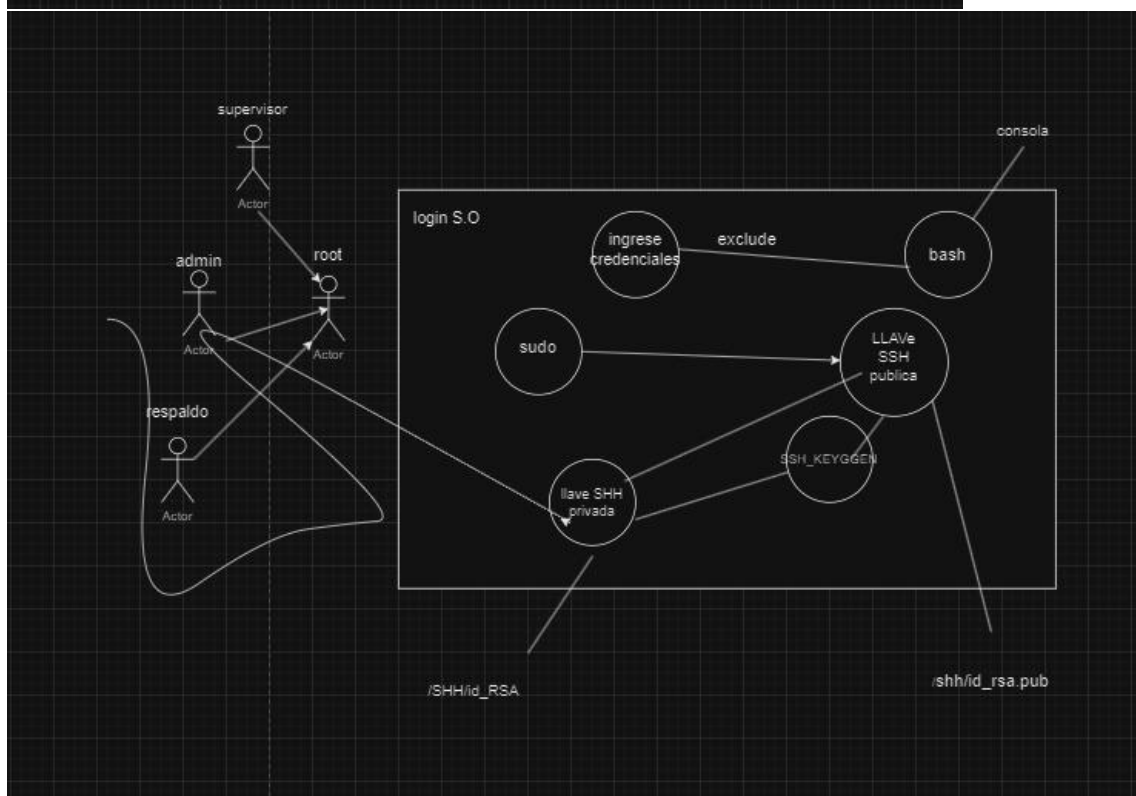 supervisor
Actor
consola
login S.O
ingrese
credenciales
exclude
bash
admin
root
Actor
Actor
sudo
LLAVe
SSH
publica
respaldo
Actor
SSH_KEYGGEN
llave SHH
privada
/SHH/id_RSA
/shh/id_rsa.pub